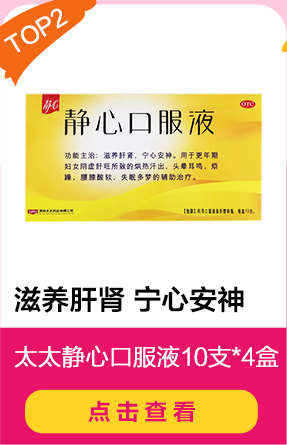 TOP2
静心
静心口服液
OTC
功能主治：滋养肝肾，宁心安神。用于更年期
妇女阴虚肝旺所致的烘热汗出，头晕耳鸣，烦
躁，腰膝酸软，失眠多梦的辅助治疗。
滋养肝肾 宁心安神
太太静心口服液10支*4盒
点击查看